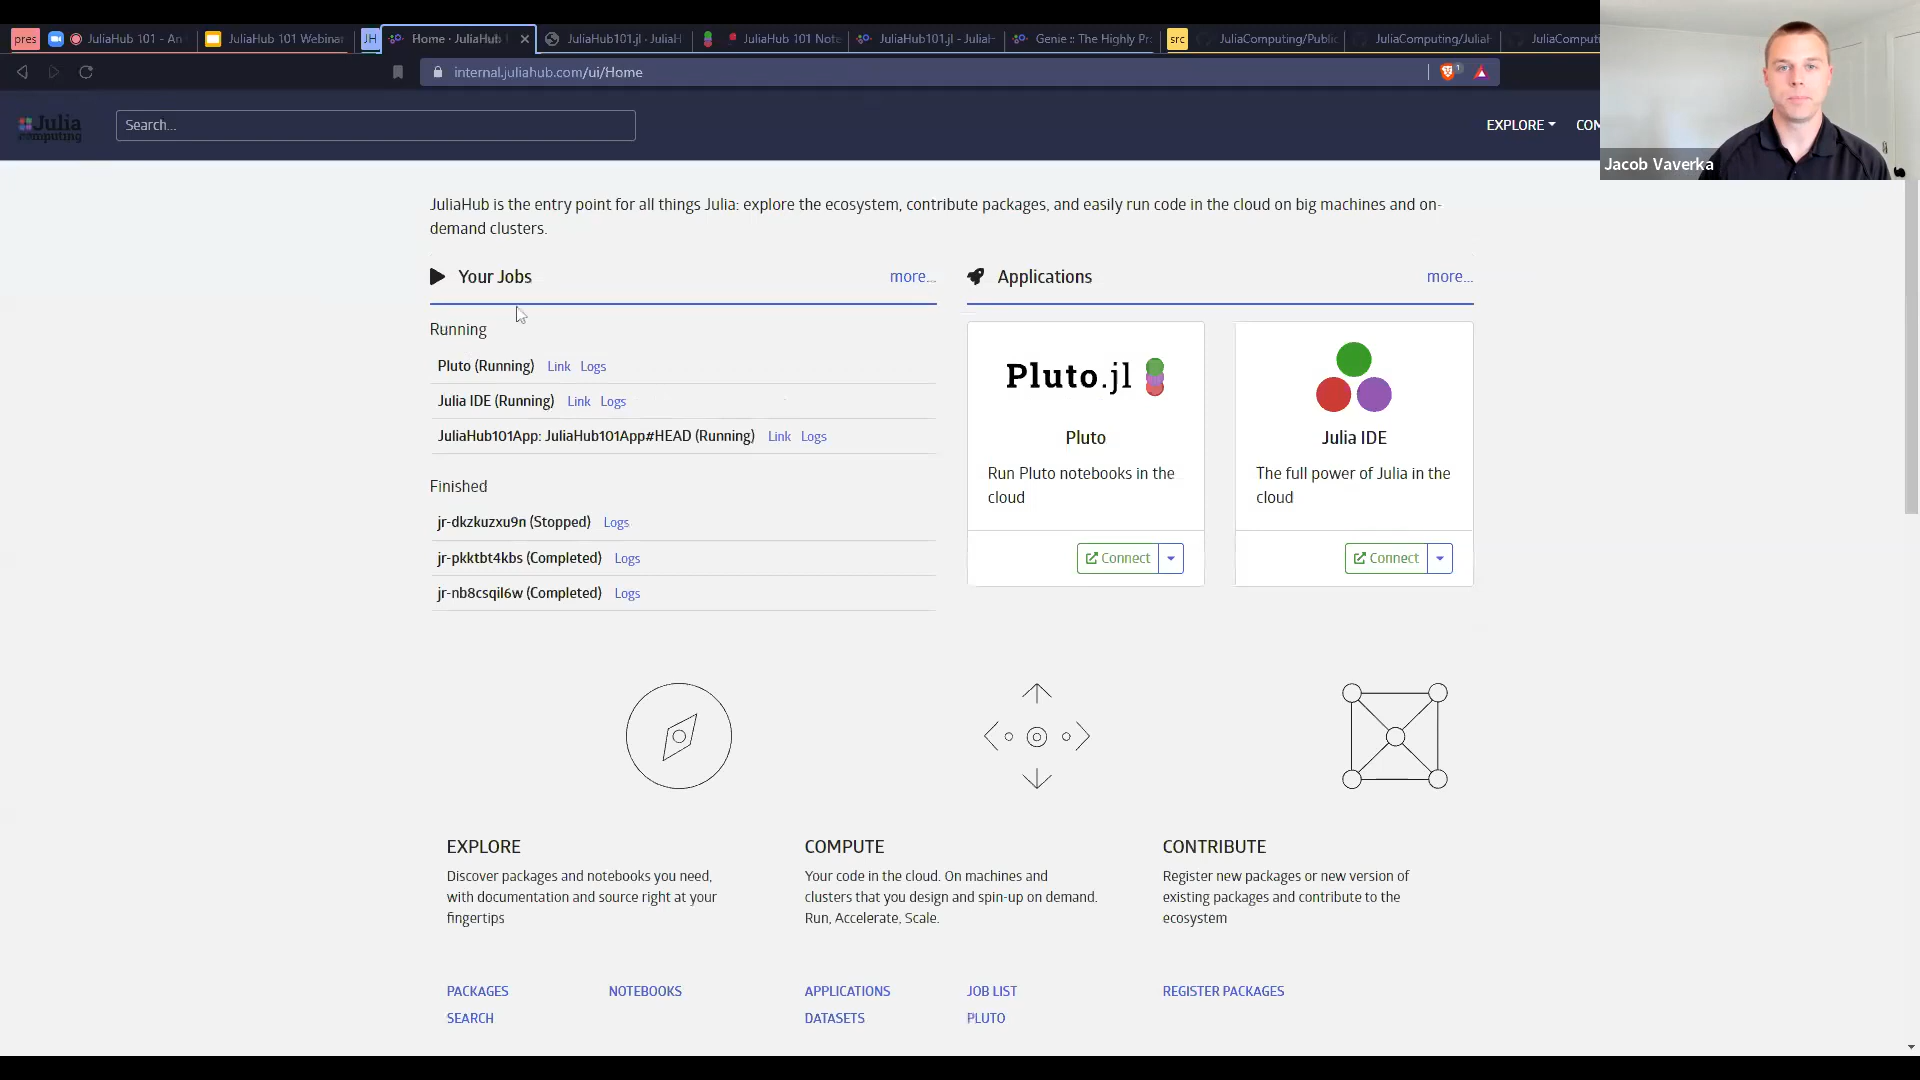 pres
JuliaHub 101 - An
JuliaHub 101 Webinar
JH
Home · JuliaHub
JuliaHub101.jl · JuliaH
JuliaHub 101 Note
JuliaHub101.jl - JuliaH
Genie :: The Highly Pr
src
JuliaComputing/Public
JuliaComputing/JuliaH
JuliaComputi
internal.juliahub.com/ui/Home
1
Julia
computing
Search...
EXPLORE
COM
Jacob Vaverka
JuliaHub is the entry point for all things Julia: explore the ecosystem, contribute packages, and easily run code in the cloud on big machines and on-
demand clusters.
Your Jobs
more...
Running
Pluto (Running) Link Logs
Julia IDE (Running) Link Logs
JuliaHub101App: JuliaHub101App#HEAD (Running) Link Logs
Finished
jr-dkzkuzxu9n (Stopped) Logs
jr-pkktbt4kbs (Completed) Logs
jr-nb8csqil6w (Completed) Logs
Applications
more...
Pluto.jl
Pluto
Run Pluto notebooks in the
cloud
Connect
Julia IDE
The full power of Julia in the
cloud
Connect
EXPLORE
Discover packages and notebooks you need,
with documentation and source right at your
fingertips
PACKAGES
NOTEBOOKS
SEARCH
COMPUTE
Your code in the cloud. On machines and
clusters that you design and spin-up on demand.
Run, Accelerate, Scale.
APPLICATIONS
JOB LIST
DATASETS
PLUTO
CONTRIBUTE
Register new packages or new version of
existing packages and contribute to the
ecosystem
REGISTER PACKAGES